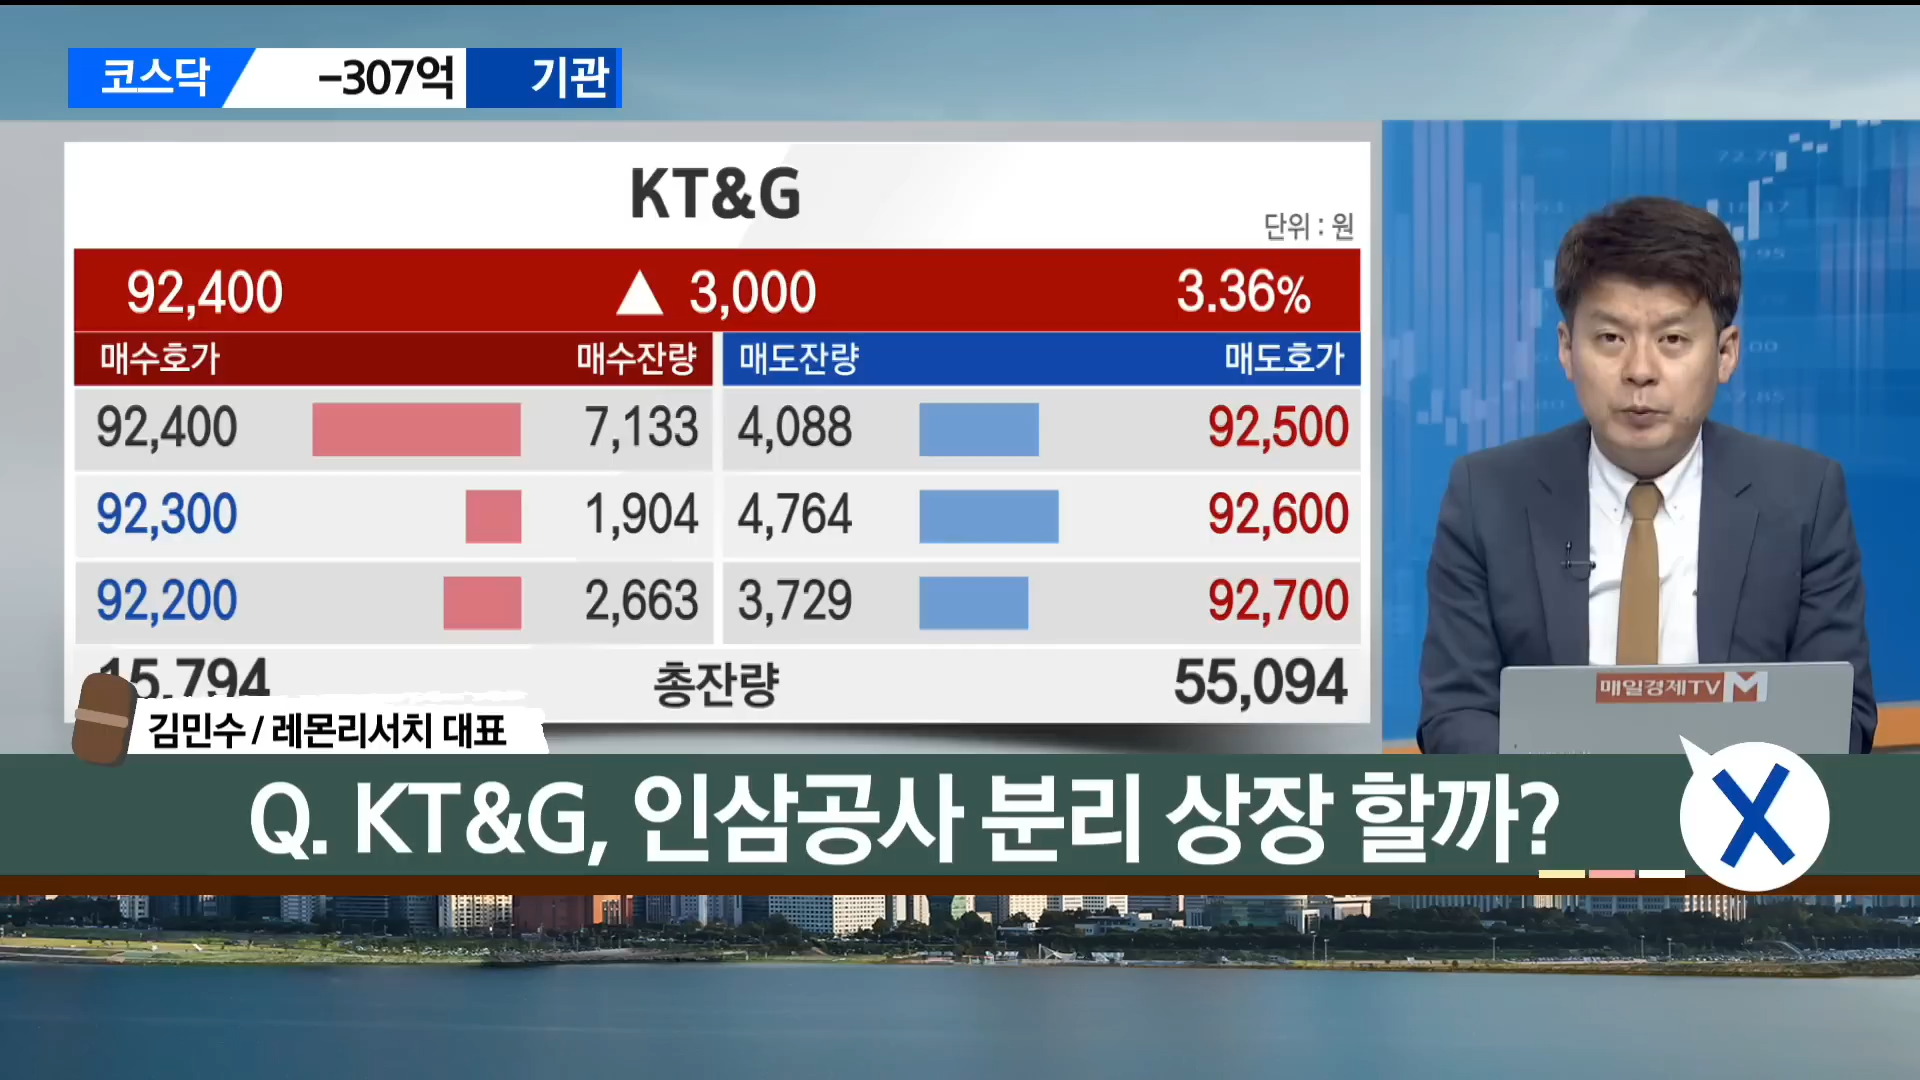 코스닥 -307억 기관
KT&G
단위 : 원
92,400 ▲ 3,000 3.36%
매수호가 매수잔량 매도잔량 매도호가
92,400 7,133 4,088 92,500
92,300 1,904 4,764 92,600
92,200 2,663 3,729 92,700
15,794 총잔량 55,094
매일경제TV M
김민수 / 레몬리서치 대표
Q. KT&G, 인삼공사 분리 상장 할까? X